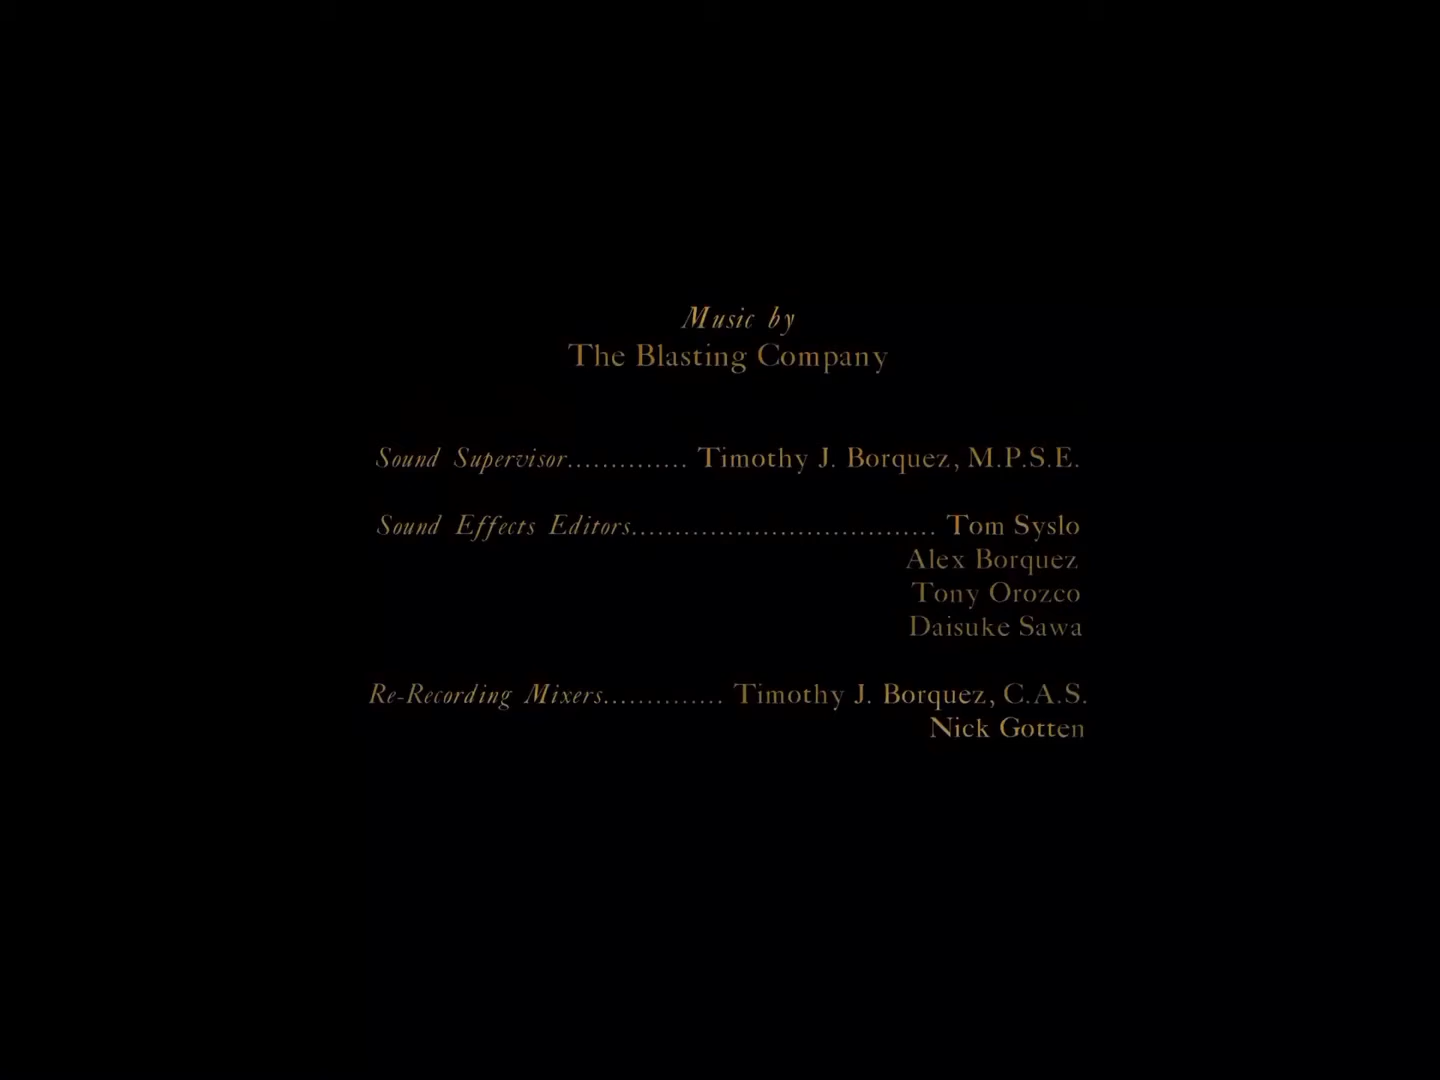 Music by
The Blasting Company
Sound Supervisor.............. Timothy J. Borquez, M.P.S.E.
Sound Effects Editors................................... Tom Syslo
Alex Borquez
Tony Orozco
Daisuke Sawa
Re-Recording Mixers.............. Timothy J. Borquez, C.A.S.
Nick Gotten